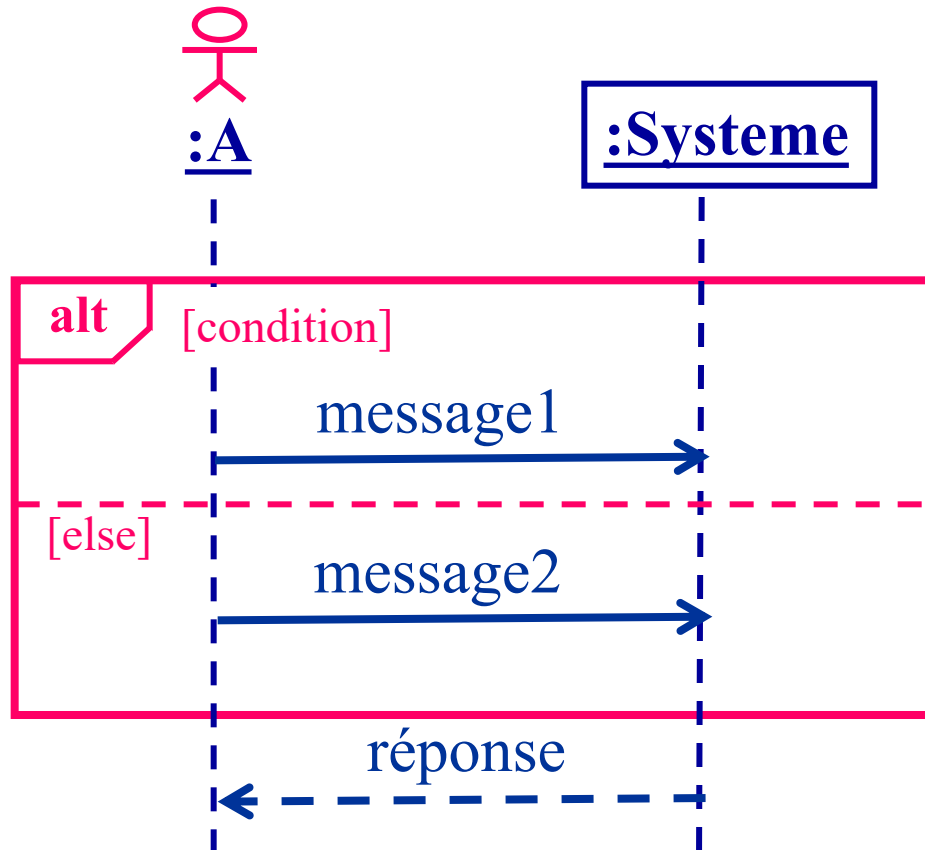 :A
:Systeme
alt
[condition]
message1
[else]
message2
réponse